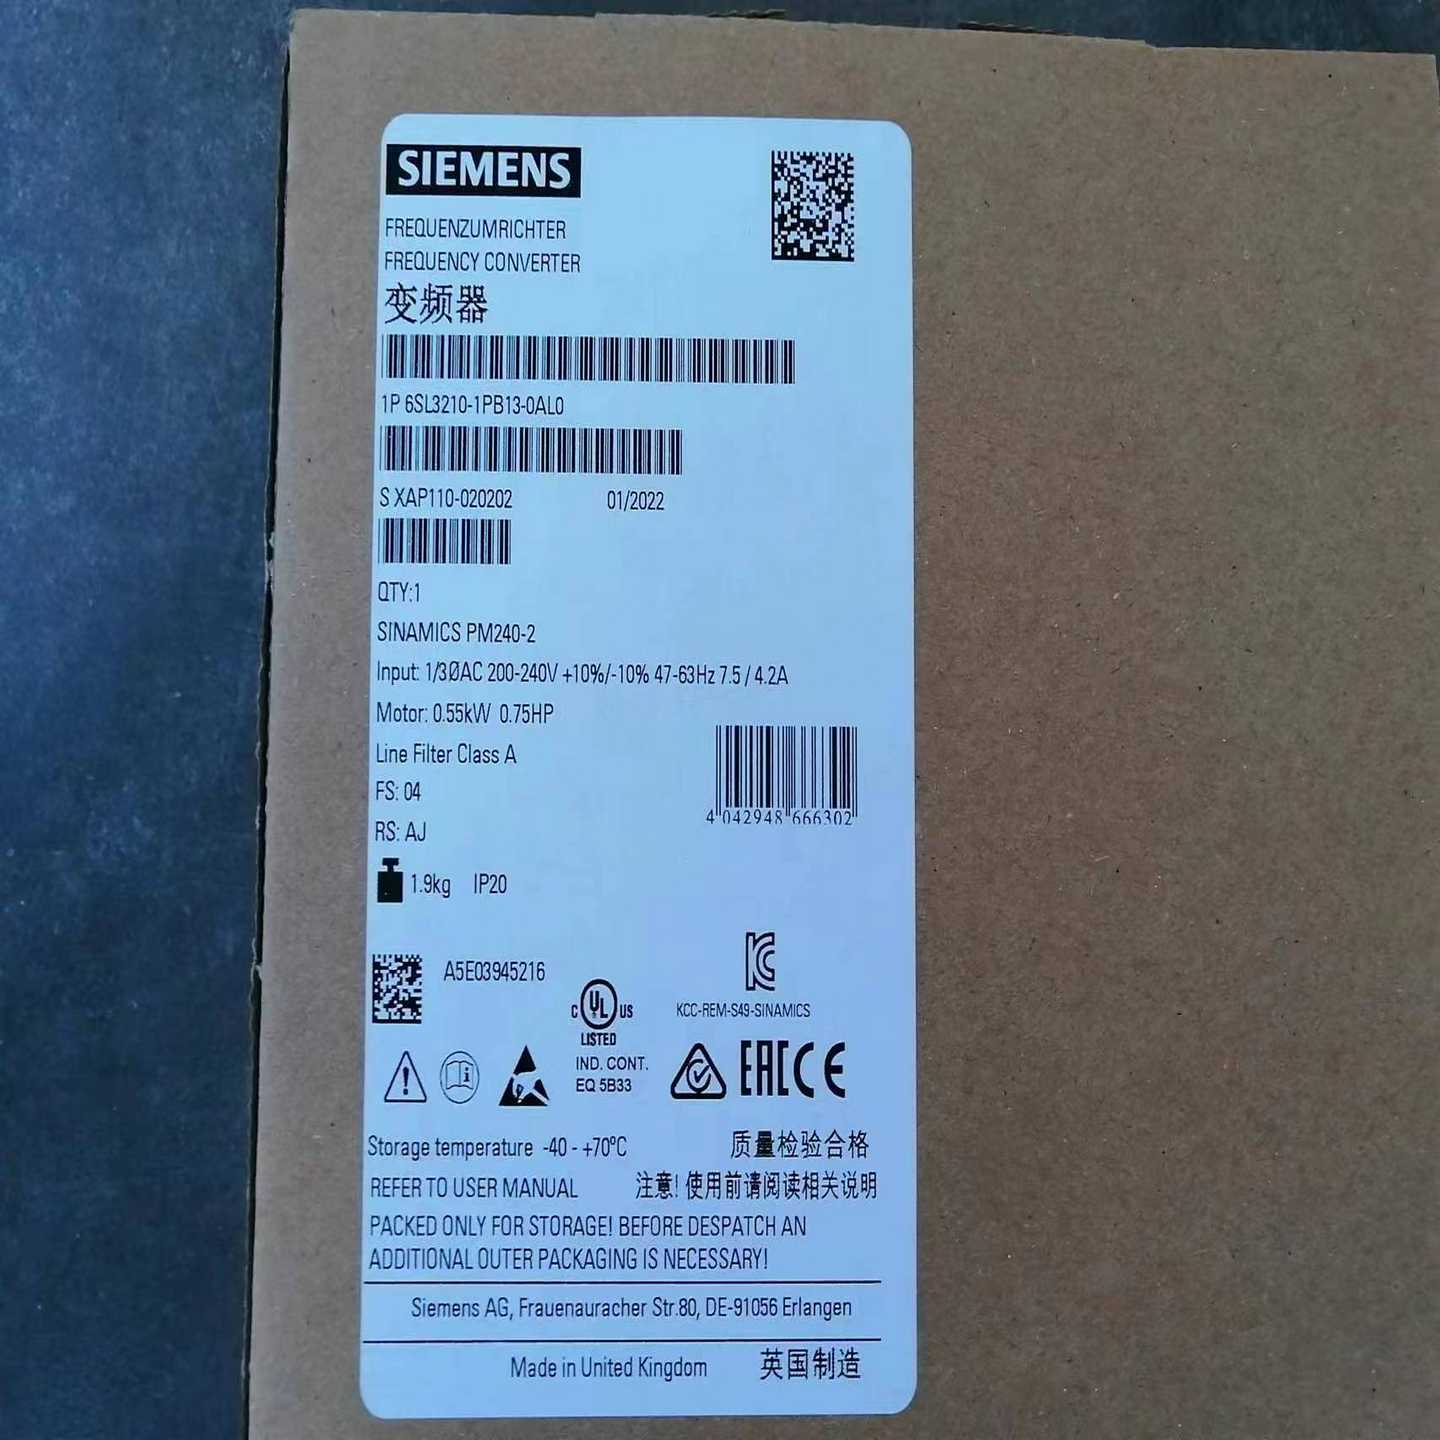 SIEMENS
FREQUENZUMRICHTER
FREQUENCY CONVERTER
变频器
1P 6SL3210-1PB13-0AL0
S XAP110-020202 01/2022
QTY:1
SINAMICS PM240-2
Input: 1/3ØAC 200-240V +10%/-10% 47-63Hz 7.5 / 4.2A
Motor: 0.55kW 0.75HP
Line Filter Class A
FS: 04
4 042948 666302
RS: AJ
1.9kg IP20
A5E03945216
KC
KCC-REM-S49-SINAMICS
C UL US
LISTED
IND. CONT.
EQ 5B33
EAC CE
Storage temperature -40 - +70°C 质量检验合格
REFER TO USER MANUAL 注意! 使用前请阅读相关说明
PACKED ONLY FOR STORAGE! BEFORE DESPATCH AN
ADDITIONAL OUTER PACKAGING IS NECESSARY!
Siemens AG, Frauenauracher Str.80, DE-91056 Erlangen
Made in United Kingdom 英国制造